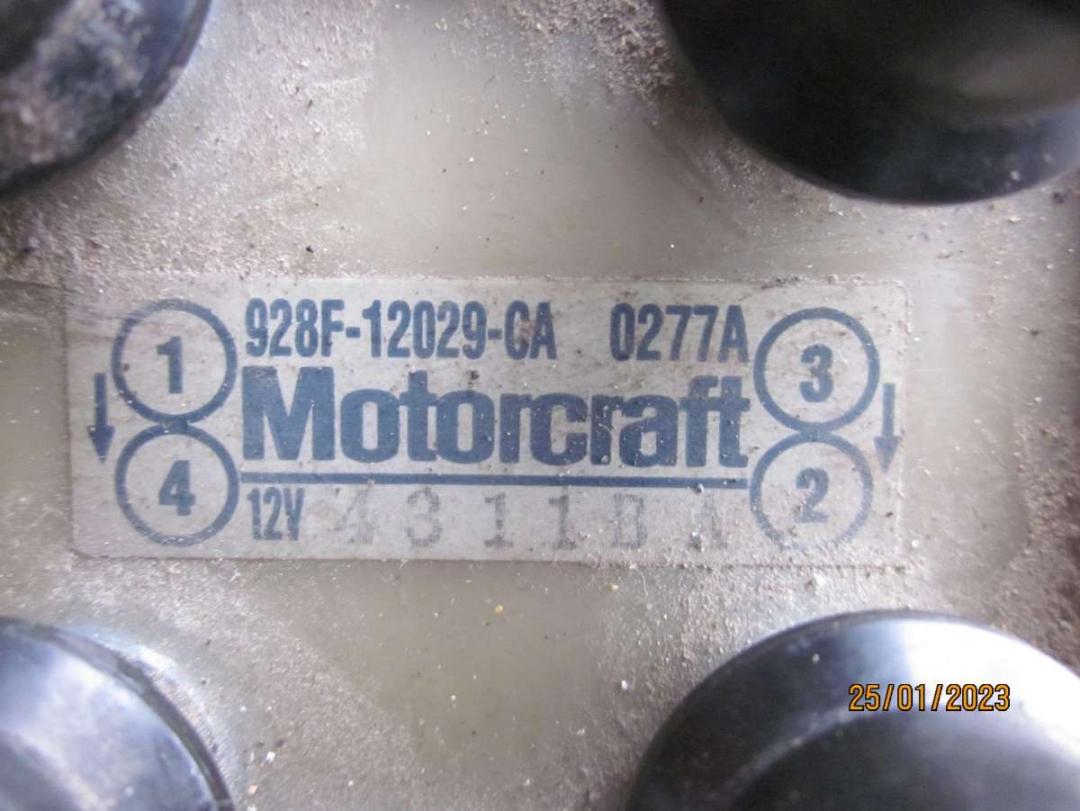 1 928F-12029-CA 0277A 3
Motorcraft
4 12V 4311BA 2
25/01/2023